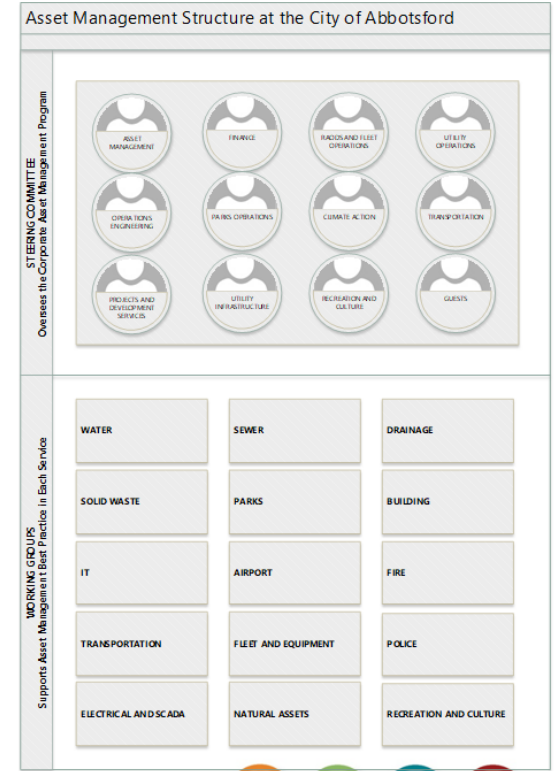 Asset Management Structure at the City of Abbotsford
STEERING COMMITTEE
Oversees the Corporate Asset Management Program
ASSET
MANAGEMENT
FINANCE
RAODS AND FLEET
OPERATIONS
UTILITY
OPERATIONS
OPERATIONS
ENGINEERING
PARKS OPERATIONS
CLIMATE ACTION
TRANSPORTATION
PROJECTS AND
DEVELOPMENT
SERVICES
UTILITY
INFRASTRUCTURE
RECREATION AND
CULTURE
GUESTS
WORKING GROUPS
Supports Asset Management Best Practice in Each Service
WATER
SEWER
DRAINAGE
SOLID WASTE
PARKS
BUILDING
IT
AIRPORT
FIRE
TRANSPORTATION
FLEET AND EQUIPMENT
POLICE
ELECTRICAL AND SCADA
NATURAL ASSETS
RECREATION AND CULTURE